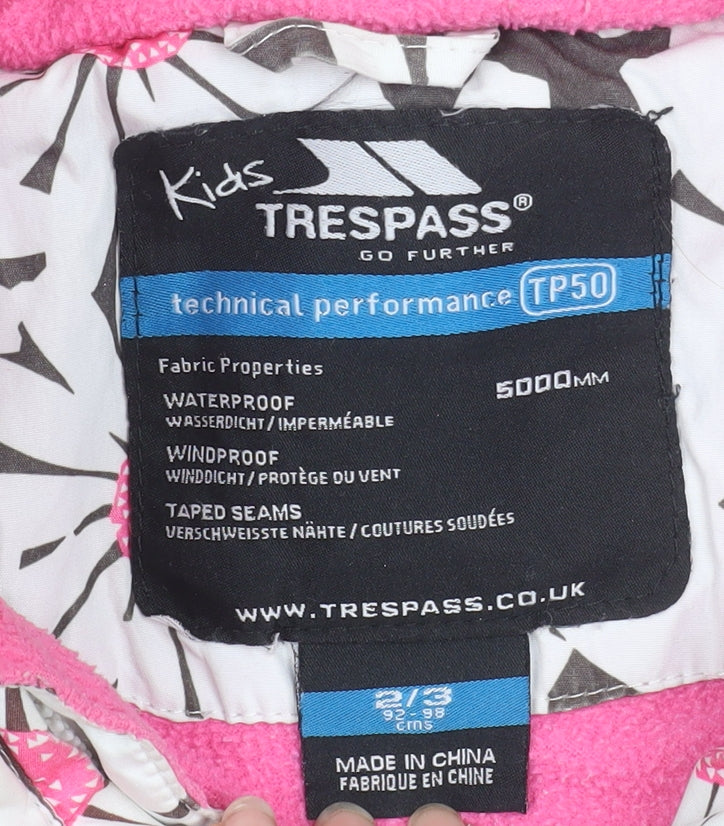 Kids
TRESPASS®
GO FURTHER
technical performance TP50
Fabric Properties
WATERPROOF 5000MM
WASSERDICHT/IMPERMÉABLE
WINDPROOF
WINDDICHT/PROTÈGE DU VENT
TAPED SEAMS
VERSCHWEISSTE NÄHTE/COUTURES SOUDÉES
WWW.TRESPASS.CO.UK
2/3
92-98
cms
MADE IN CHINA
FABRIQUE EN CHINE